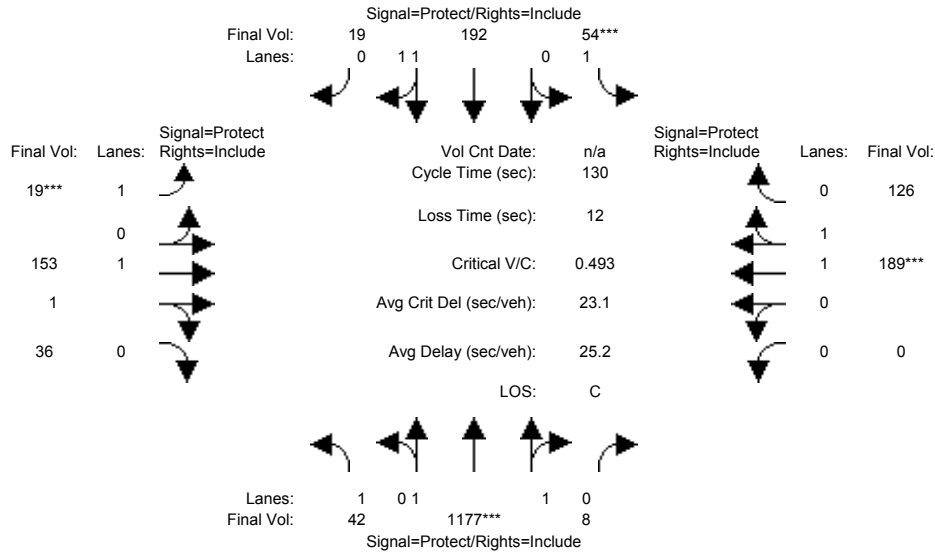 Signal=Protect/Rights=Include
Final Vol: 19 192 54***
Lanes: 0 1 1 0 1
Signal=Protect
Final Vol: Lanes: Rights=Include
Vol Cnt Date: n/a
Signal=Protect
Rights=Include Lanes: Final Vol:
Cycle Time (sec): 130
19*** 1
0 126
Loss Time (sec): 12
0
1
153 1
Critical V/C: 0.493
1 189***
1
Avg Crit Del (sec/veh): 23.1
0
36 0
Avg Delay (sec/veh): 25.2
0 0
LOS: C
Lanes: 1 0 1 1 0
Final Vol: 42 1177*** 8
Signal=Protect/Rights=Include